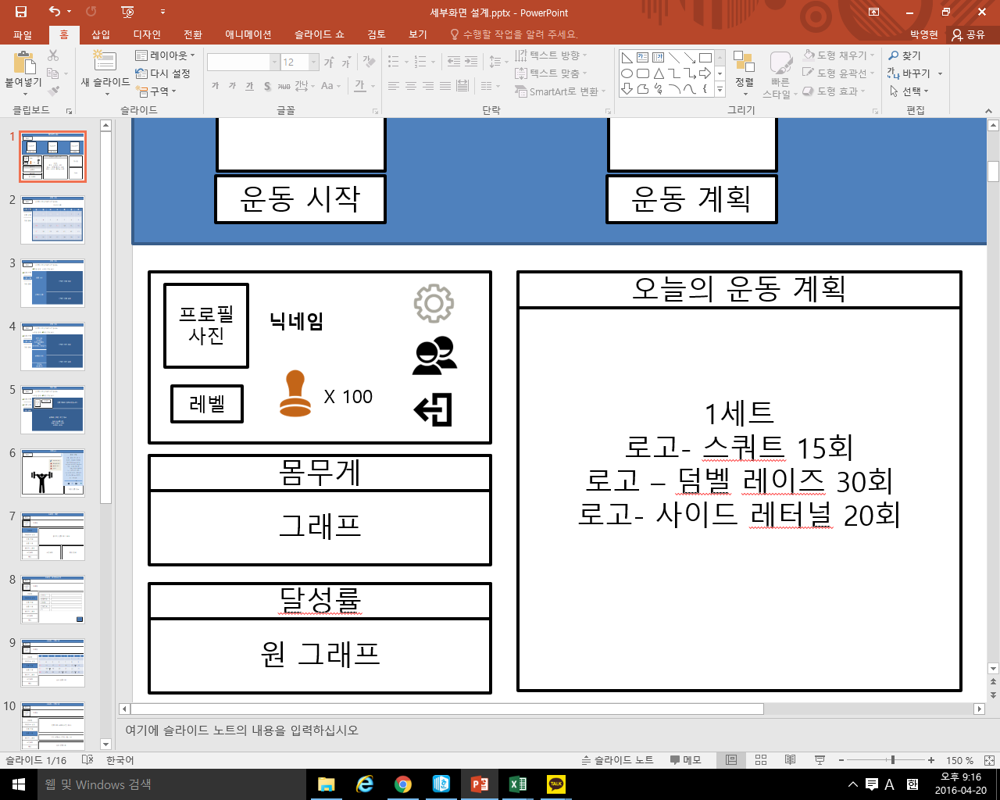 세부화면 설계.pptx - PowerPoint
파일
홈
삽입
디자인
전환
애니메이션
슬라이드 쇼
검토
보기
수행할 작업을 알려 주세요.
박영현
공유
붙여넣기
클립보드
새 슬라이드
레이아웃
다시 설정
구역
슬라이드
12
가
가
가
가
가
S
가나
Aa
가
글꼴
텍스트 방향
텍스트 맞춤
SmartArt로 변환
단락
정렬
빠른
스타일
도형 채우기
도형 윤곽선
도형 효과
그리기
찾기
바꾸기
선택
편집
1
2
3
4
5
6
7
8
9
10
운동 시작
운동 계획
프로필
사진
닉네임
레벨
X 100
몸무게
그래프
달성률
원 그래프
오늘의 운동 계획
1세트
로고- 스쿼트 15회
로고 – 덤벨 레이즈 30회
로고- 사이드 레터널 20회
여기에 슬라이드 노트의 내용을 입력하십시오
슬라이드 1/16
한국어
슬라이드 노트
메모
150 %
웹 및 Windows 검색
TALK
A
한
오후 9:16
2016-04-20